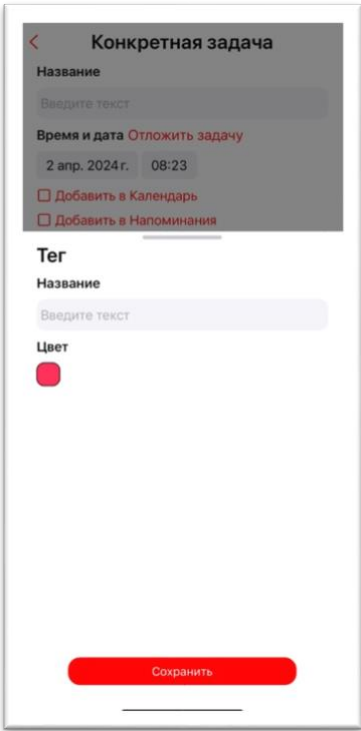 Конкретная задача
Название
Введите текст
Время и дата Отложить задачу
2 апр. 2024 г. 08:23
Добавить в Календарь
Добавить в Напоминания
Тег
Название
Введите текст
Цвет
Сохранить